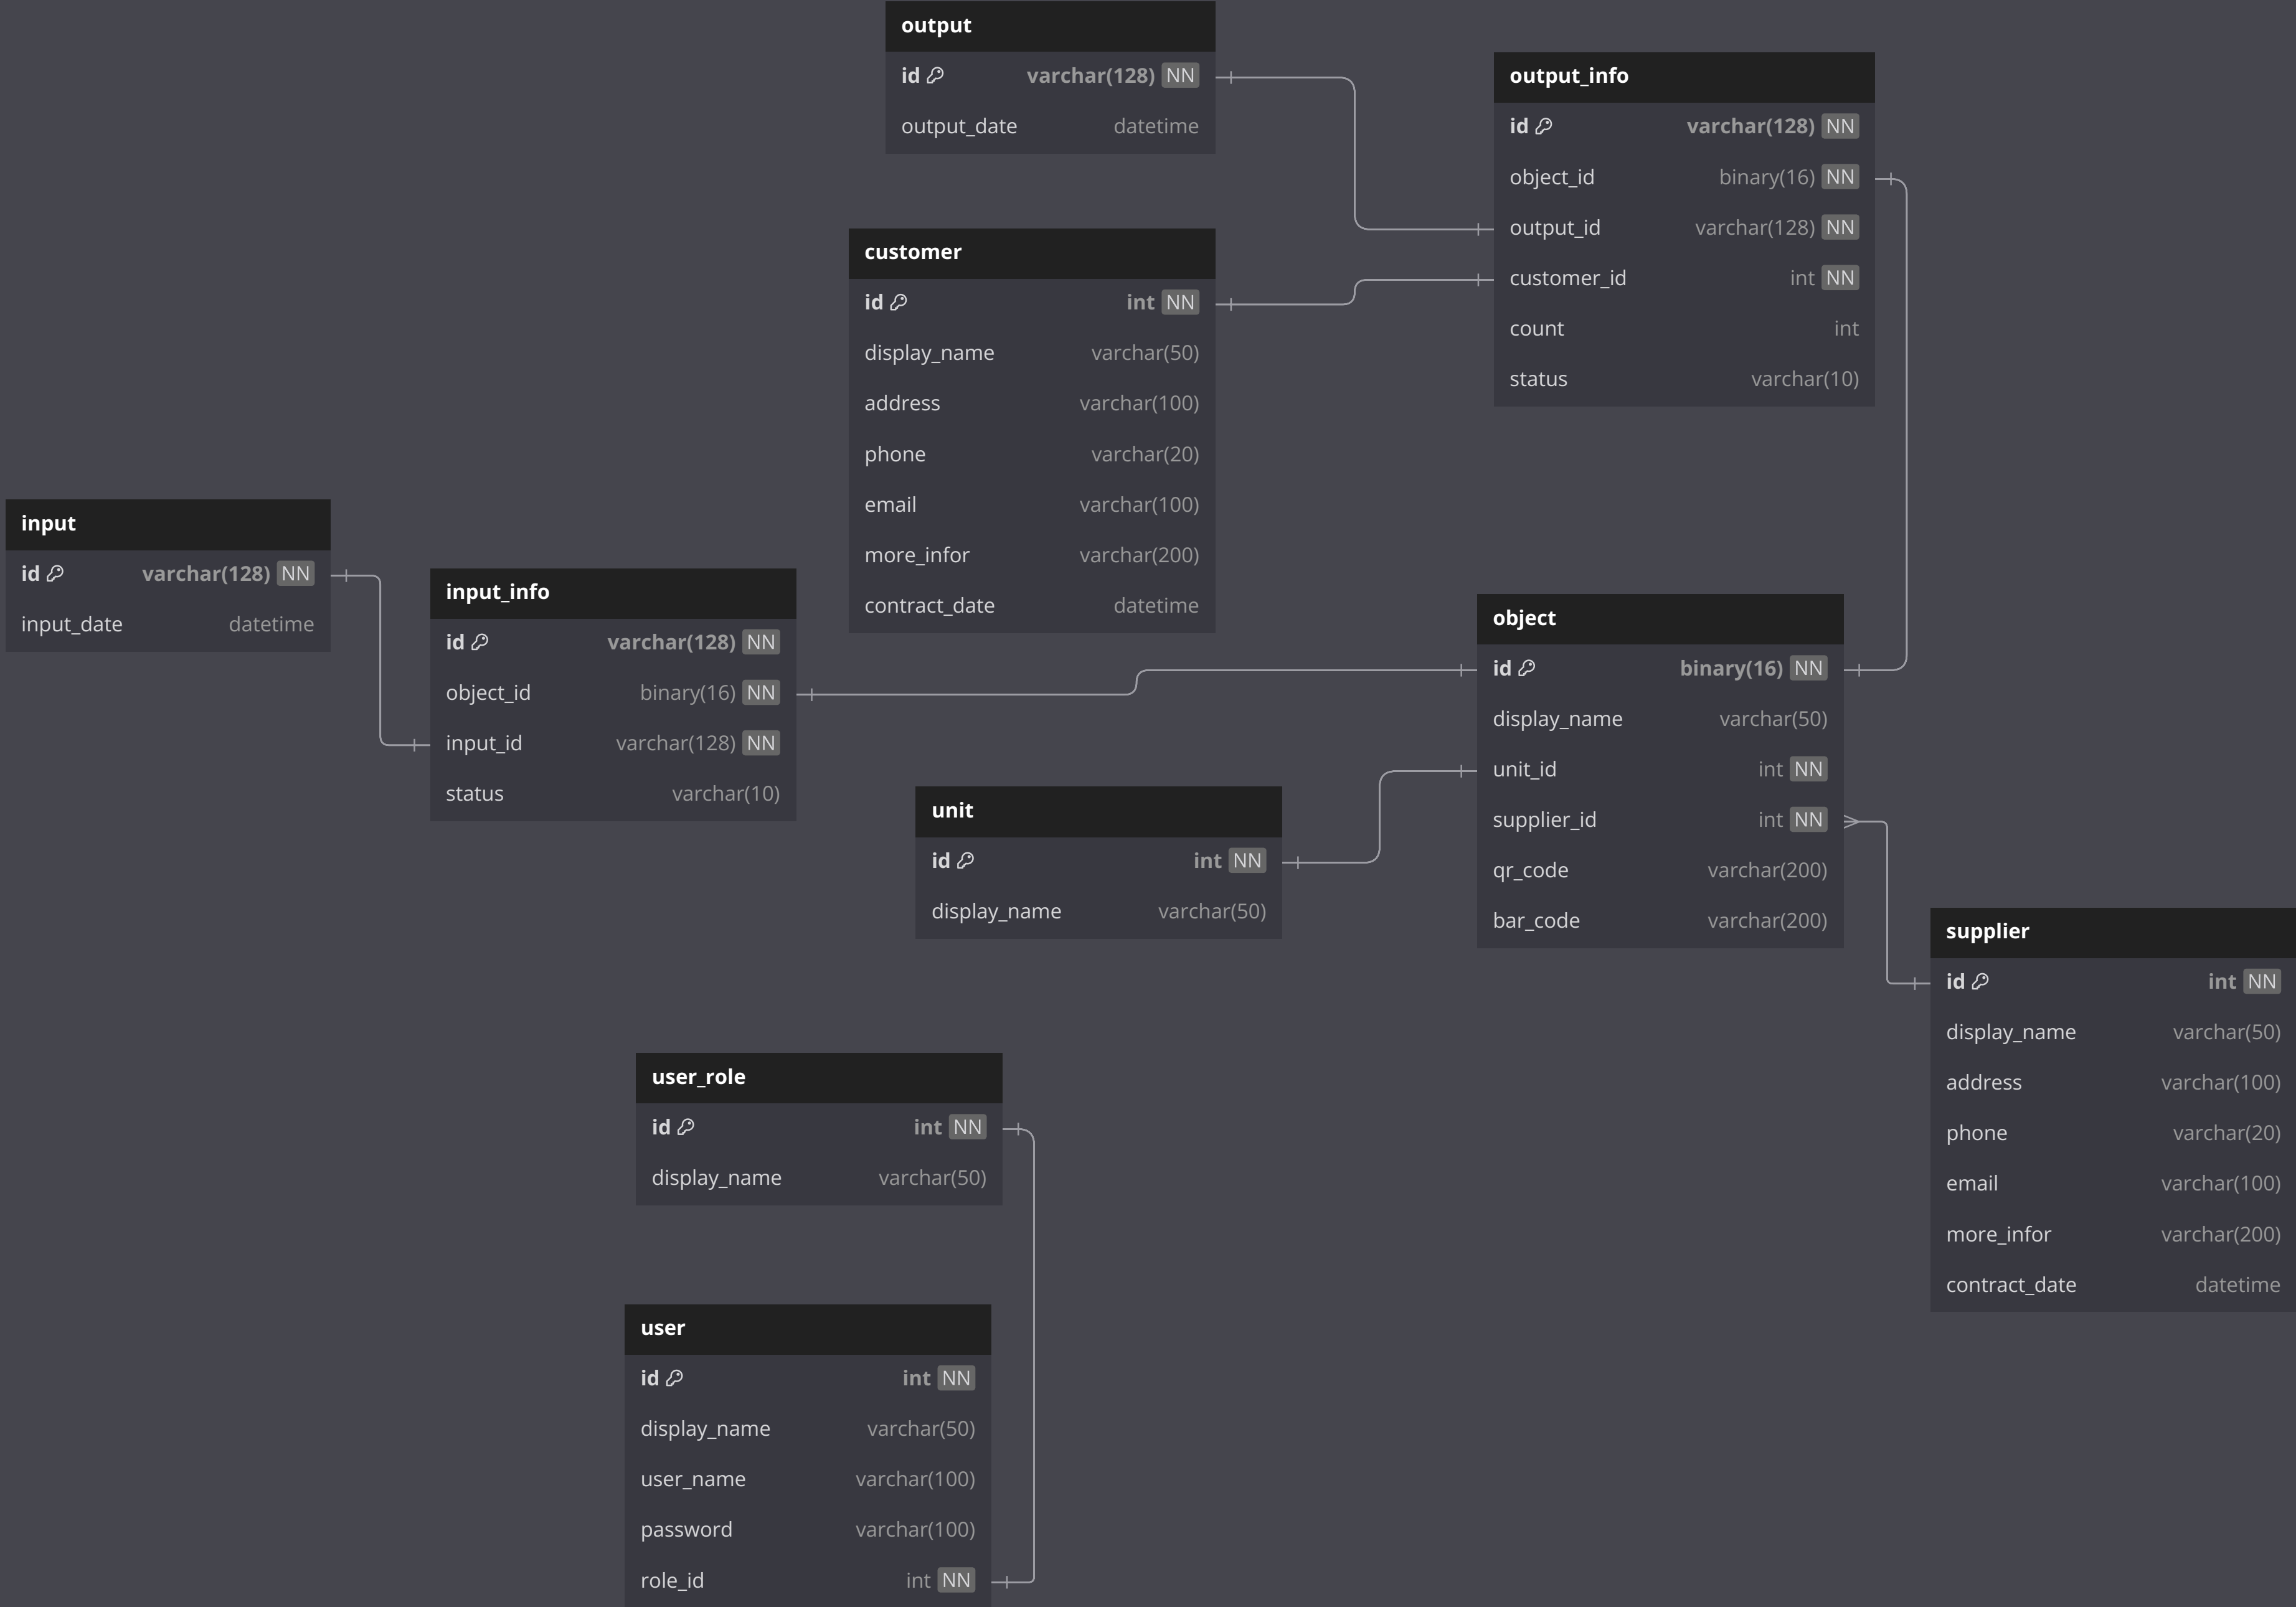 output
id varchar(128) NN
output_date datetime
output_info
id varchar(128) NN
object_id binary(16) NN
output_id varchar(128) NN
customer_id int NN
count int
status varchar(10)
customer
id int NN
display_name varchar(50)
address varchar(100)
phone varchar(20)
email varchar(100)
more_infor varchar(200)
contract_date datetime
input
id varchar(128) NN
input_date datetime
input_info
id varchar(128) NN
object_id binary(16) NN
input_id varchar(128) NN
status varchar(10)
object
id binary(16) NN
display_name varchar(50)
unit_id int NN
supplier_id int NN
qr_code varchar(200)
bar_code varchar(200)
unit
id int NN
display_name varchar(50)
supplier
id int NN
display_name varchar(50)
address varchar(100)
phone varchar(20)
email varchar(100)
more_infor varchar(200)
contract_date datetime
user_role
id int NN
display_name varchar(50)
user
id int NN
display_name varchar(50)
user_name varchar(100)
password varchar(100)
role_id int NN